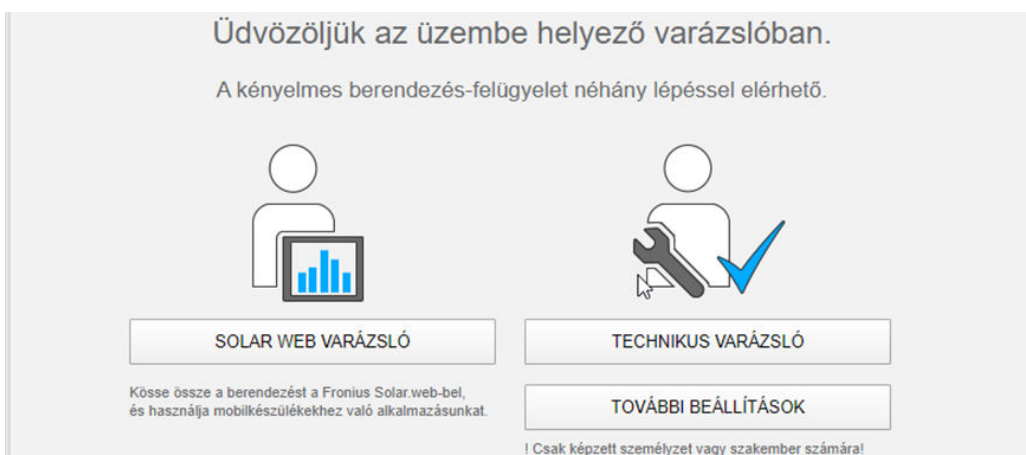 Üdvözöljük az üzembe helyező varázslóban.
A kényelmes berendezés-felügyelet néhány lépéssel elérhető.
SOLAR WEB VARÁZSLÓ
Kösse össze a berendezést a Fronius Solar.web-bel,
és használja mobilkészülékekhez való alkalmazásunkat.
TECHNIKUS VARÁZSLÓ
TOVÁBBI BEÁLLÍTÁSOK
! Csak képzett személyzet vagy szakember számára!